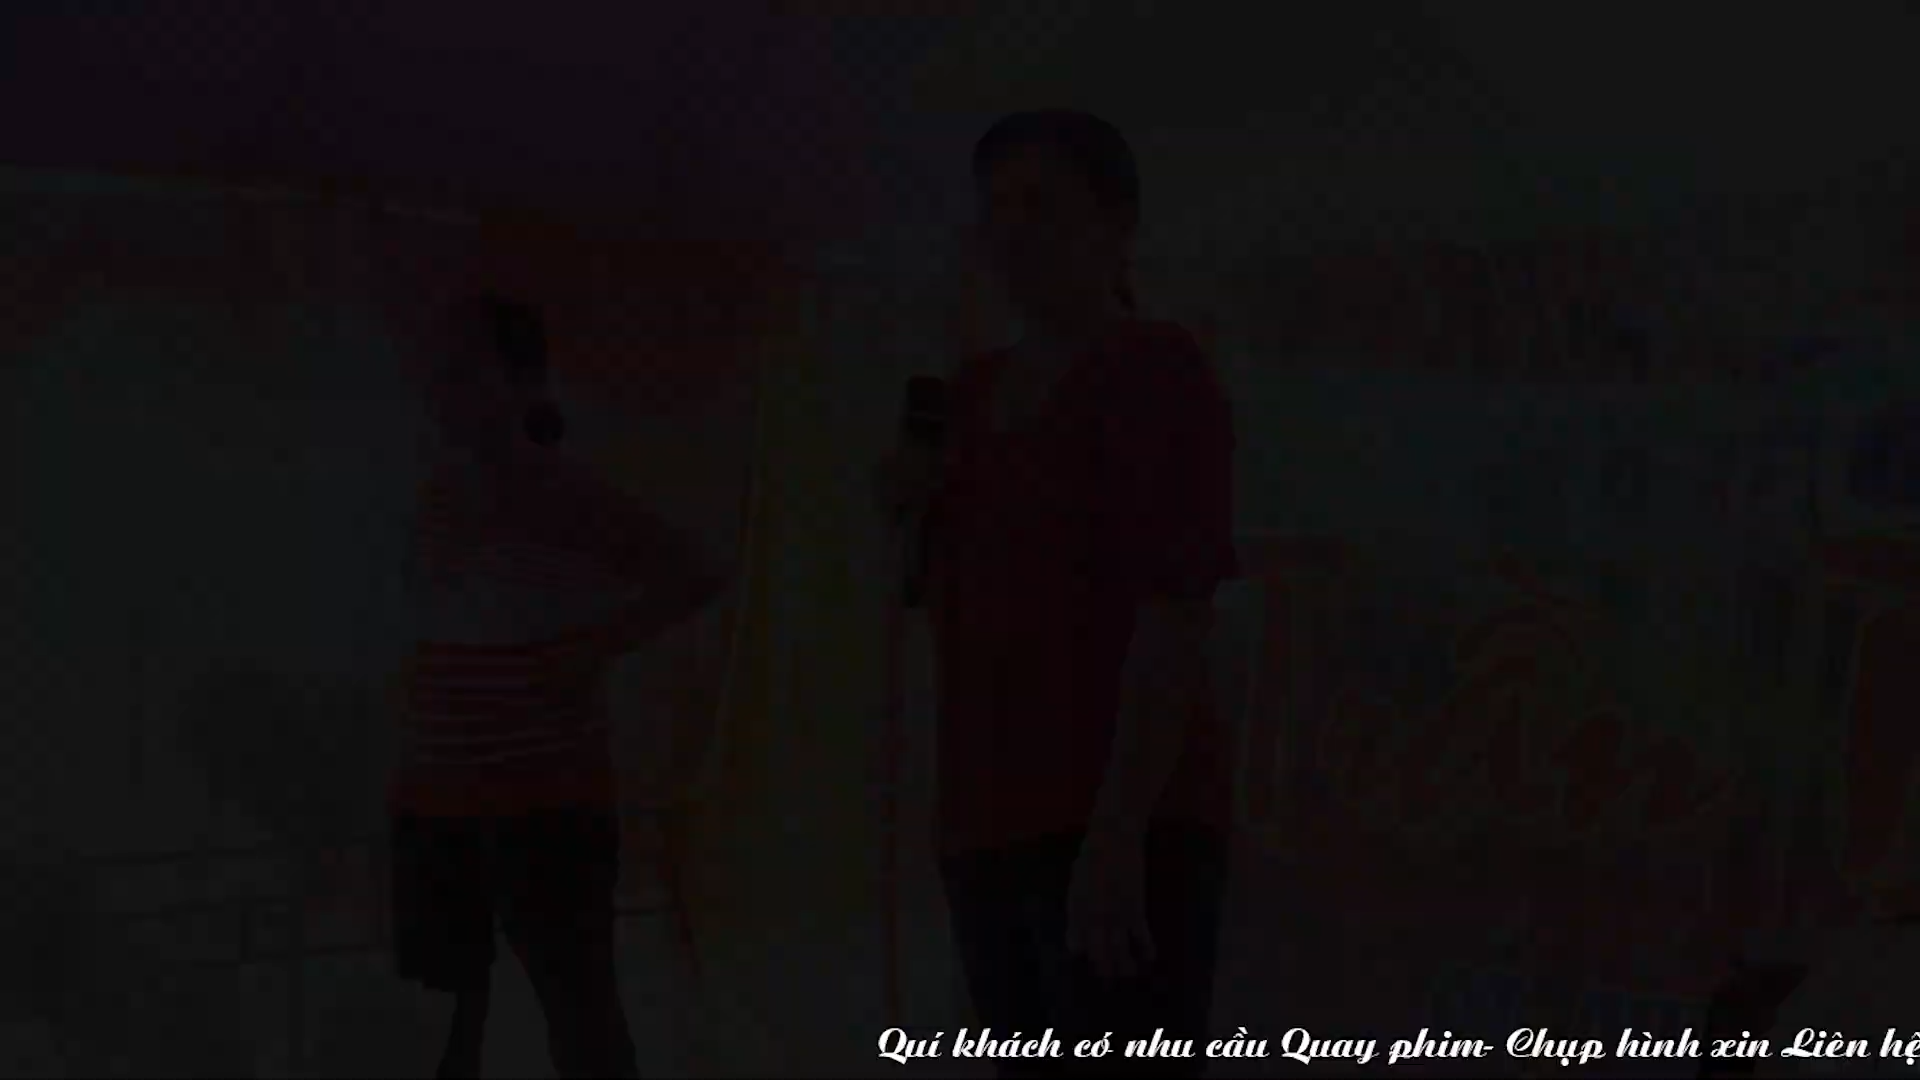 Quí khách có nhu cầu Quay phim- Chụp hình xin Liên hệ